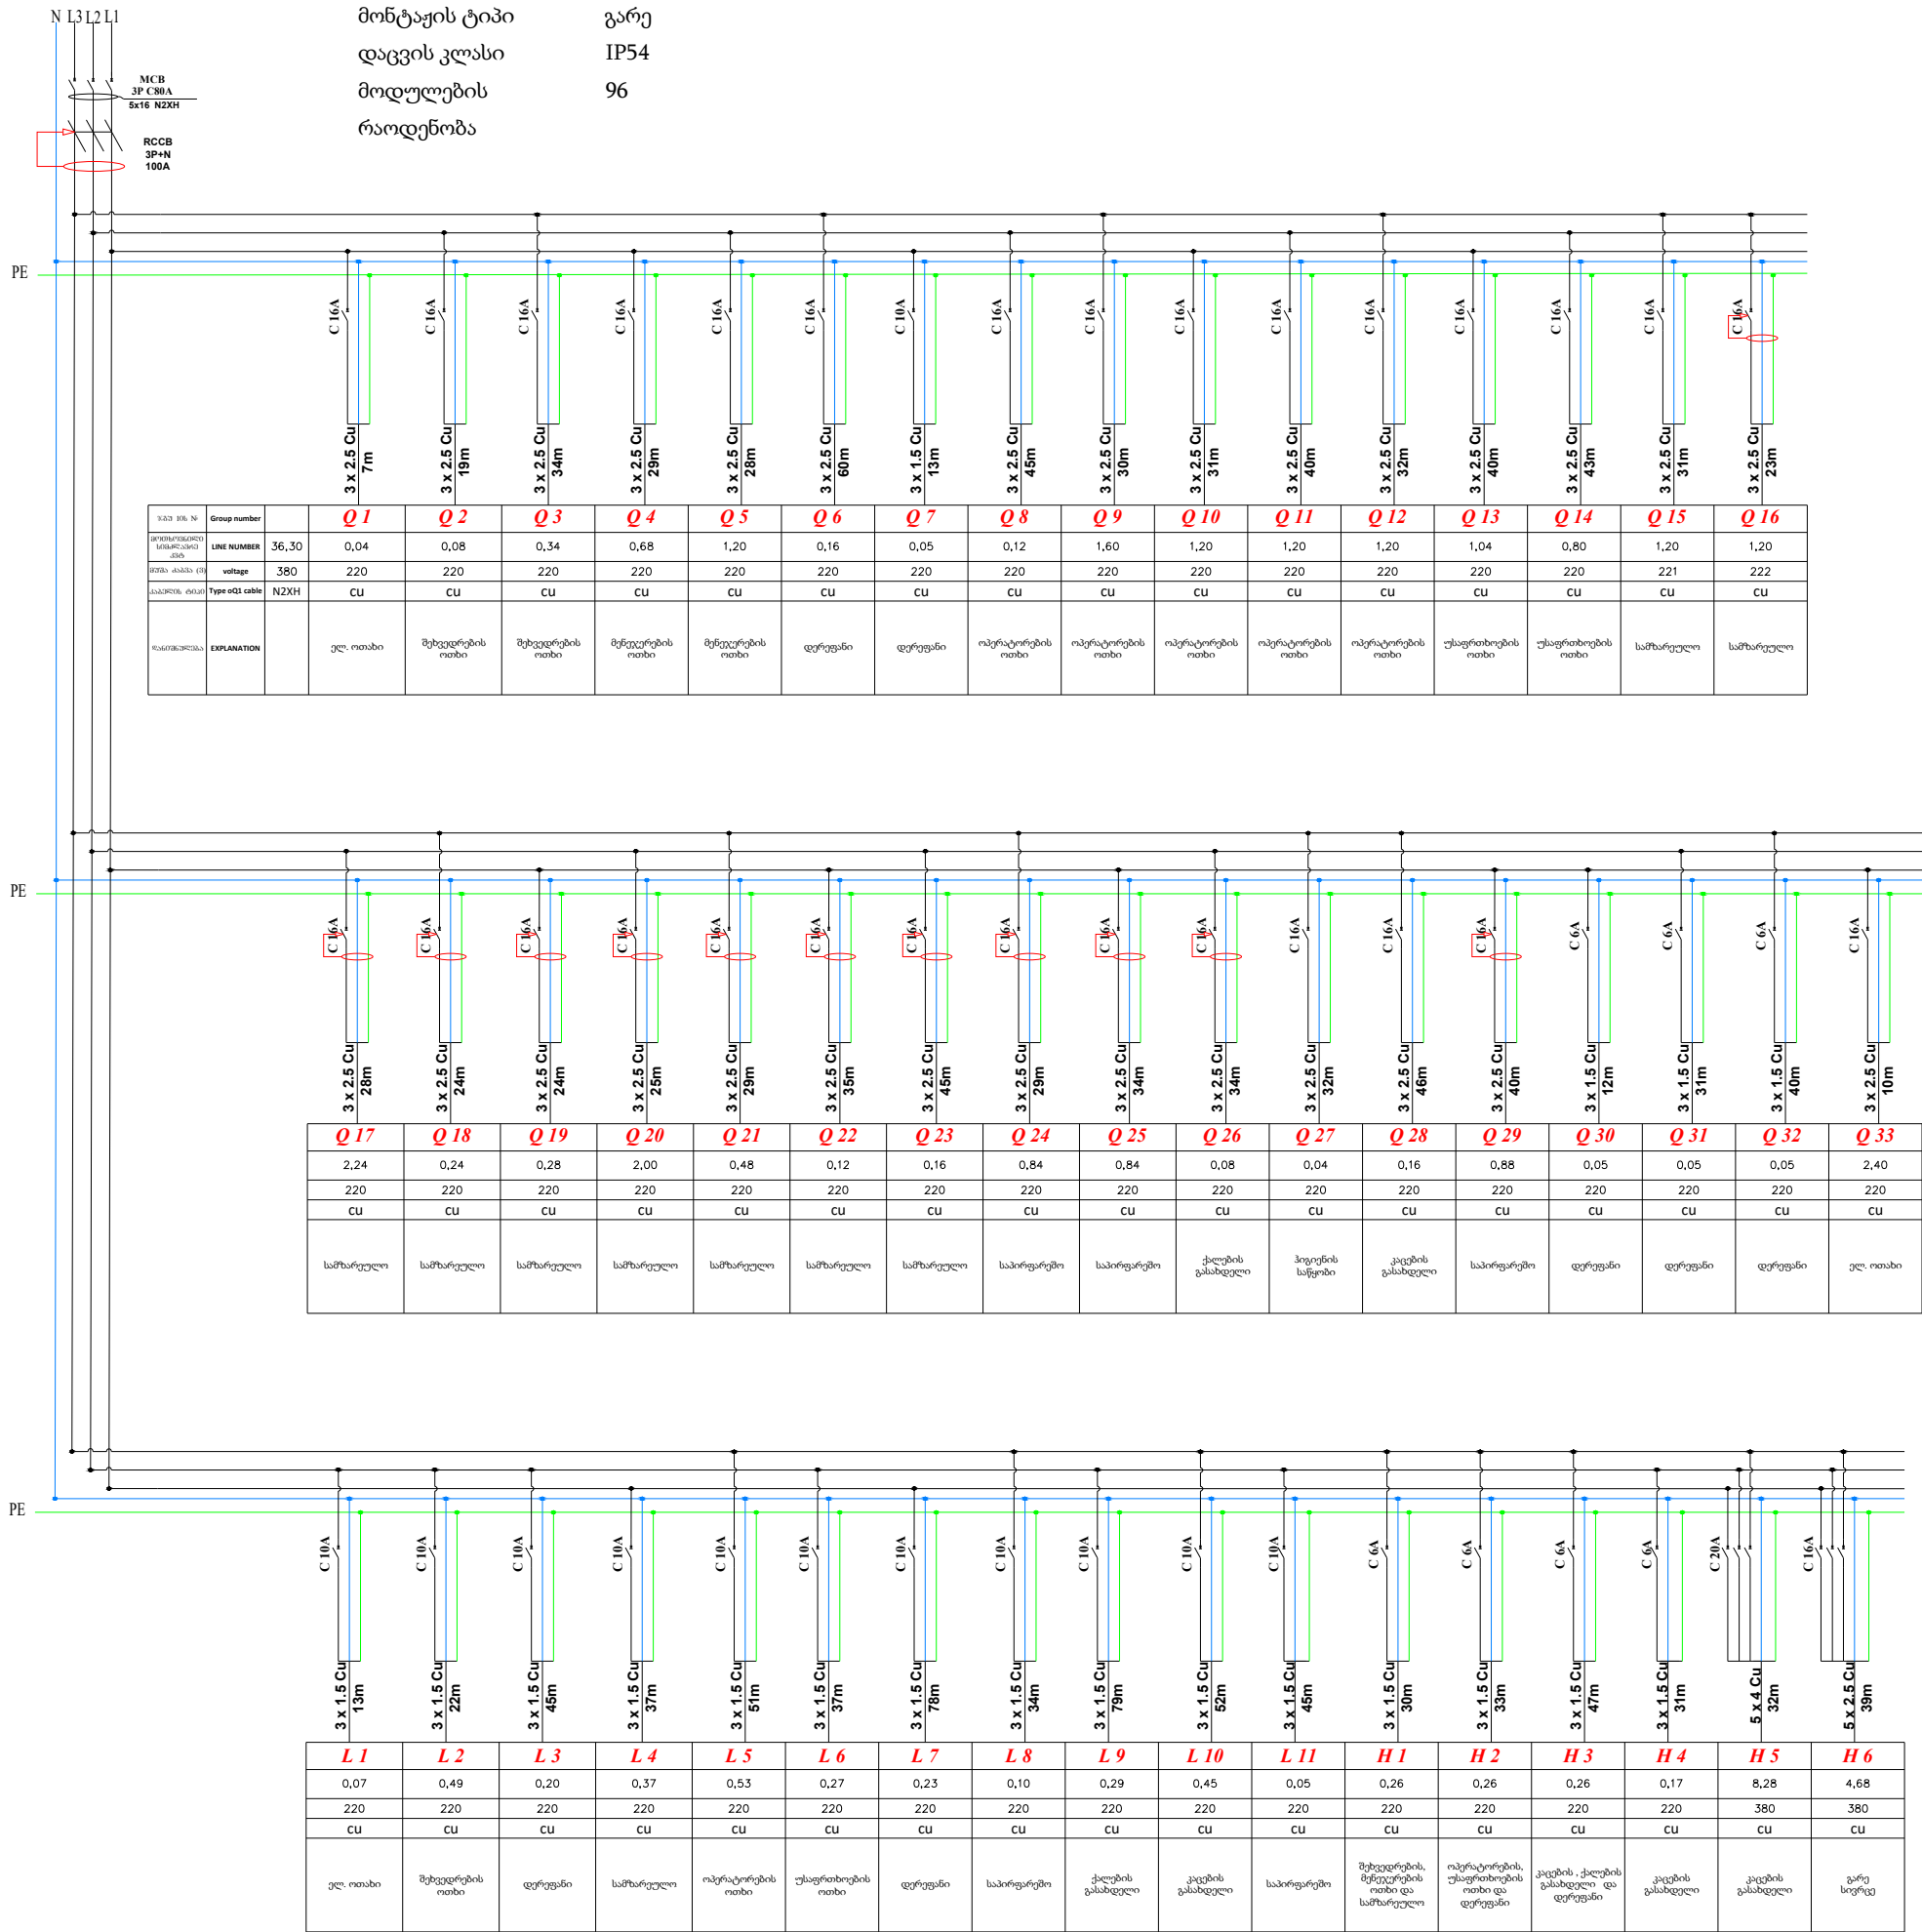 N L3 L2 L1
მონტაჟის ტიპი გარე
დაცვის კლასი IP54
მოდულების 96
რაოდენობა
MCB
3P C80A
5x16 N2XH
RCCB
3P+N
100A
PE
C 16A C 16A C 16A C 16A C 16A C 16A C 10A C 16A C 16A C 16A C 16A C 16A C 16A C 16A C 16A C 16A
3 x 2.5 Cu 3 x 2.5 Cu 3 x 2.5 Cu 3 x 2.5 Cu 3 x 2.5 Cu 3 x 2.5 Cu 3 x 1.5 Cu 3 x 2.5 Cu 3 x 2.5 Cu 3 x 2.5 Cu 3 x 2.5 Cu 3 x 2.5 Cu 3 x 2.5 Cu 3 x 2.5 Cu 3 x 2.5 Cu 3 x 2.5 Cu
7m 19m 34m 29m 28m 60m 13m 45m 30m 31m 40m 32m 40m 43m 31m 23m
Group number Q 1 Q 2 Q 3 Q 4 Q 5 Q 6 Q 7 Q 8 Q 9 Q 10 Q 11 Q 12 Q 13 Q 14 Q 15 Q 16
LINE NUMBER 36,30 0,04 0,08 0,34 0,68 1,20 0,16 0,05 0,12 1,60 1,20 1,20 1,20 1,04 0,80 1,20 1,20
voltage 380 220 220 220 220 220 220 220 220 220 220 220 220 220 220 221 222
კაბელის ტიპი Type oQ1 cable N2XH cu cu cu cu cu cu cu cu cu cu cu cu cu cu cu cu
დანიშნულება EXPLANATION ელ. ოთახი შეხვედრების ოთხი შეხვედრების ოთხი მენეჯერების ოთხი მენეჯერების ოთხი დერეფანი დერეფანი ოპერატორების ოთხი ოპერატორების ოთხი ოპერატორების ოთხი ოპერატორების ოთხი ოპერატორების ოთხი უსაფრთხოების ოთხი უსაფრთხოების ოთხი სამზარეულო სამზარეულო
PE
C 16A C 16A C 16A C 16A C 16A C 16A C 16A C 16A C 16A C 16A C 16A C 16A C 16A C 6A C 6A C 6A C 16A
3 x 2.5 Cu 3 x 2.5 Cu 3 x 2.5 Cu 3 x 2.5 Cu 3 x 2.5 Cu 3 x 2.5 Cu 3 x 2.5 Cu 3 x 2.5 Cu 3 x 2.5 Cu 3 x 2.5 Cu 3 x 2.5 Cu 3 x 2.5 Cu 3 x 2.5 Cu 3 x 1.5 Cu 3 x 1.5 Cu 3 x 1.5 Cu 3 x 2.5 Cu
28m 24m 24m 25m 29m 35m 45m 29m 34m 34m 32m 46m 40m 12m 31m 40m 10m
Q 17 Q 18 Q 19 Q 20 Q 21 Q 22 Q 23 Q 24 Q 25 Q 26 Q 27 Q 28 Q 29 Q 30 Q 31 Q 32 Q 33
2,24 0,24 0,28 2,00 0,48 0,12 0,16 0,84 0,84 0,08 0,04 0,16 0,88 0,05 0,05 0,05 2,40
220 220 220 220 220 220 220 220 220 220 220 220 220 220 220 220 220
cu cu cu cu cu cu cu cu cu cu cu cu cu cu cu cu cu
სამზარეულო სამზარეულო სამზარეულო სამზარეულო სამზარეულო სამზარეულო სამზარეულო საპირფარეშო საპირფარეშო ქალების გასახდელი ჰიგიენის საწყობი კაცების გასახდელი საპირფარეშო დერეფანი დერეფანი დერეფანი ელ. ოთახი
PE
C 10A C 10A C 10A C 10A C 10A C 10A C 10A C 10A C 10A C 10A C 10A C 6A C 6A C 6A C 6A C 20A C 16A
3 x 1.5 Cu 3 x 1.5 Cu 3 x 1.5 Cu 3 x 1.5 Cu 3 x 1.5 Cu 3 x 1.5 Cu 3 x 1.5 Cu 3 x 1.5 Cu 3 x 1.5 Cu 3 x 1.5 Cu 3 x 1.5 Cu 3 x 1.5 Cu 3 x 1.5 Cu 3 x 1.5 Cu 3 x 1.5 Cu 5 x 4 Cu 5 x 2.5 Cu
13m 22m 45m 37m 51m 37m 78m 34m 79m 52m 45m 30m 33m 47m 31m 32m 39m
L 1 L 2 L 3 L 4 L 5 L 6 L 7 L 8 L 9 L 10 L 11 H 1 H 2 H 3 H 4 H 5 H 6
0,07 0,49 0,20 0,37 0,53 0,27 0,23 0,10 0,29 0,45 0,05 0,26 0,26 0,26 0,17 8,28 4,68
220 220 220 220 220 220 220 220 220 220 220 220 220 220 220 380 380
cu cu cu cu cu cu cu cu cu cu cu cu cu cu cu cu cu
ელ. ოთახი შეხვედრების ოთხი დერეფანი სამზარეულო ოპერატორების ოთხი უსაფრთხოების ოთხი დერეფანი საპირფარეშო ქალების გასახდელი კაცების გასახდელი საპირფარეშო შეხვედრების, მენეჯერების ოთხი და სამზარეულო ოპერატორების, უსაფრთხოების ოთხი და დერეფანი კაცების , ქალების გასახდელი და დერეფანი კაცების გასახდელი კაცების გასახდელი გარე სივრცე